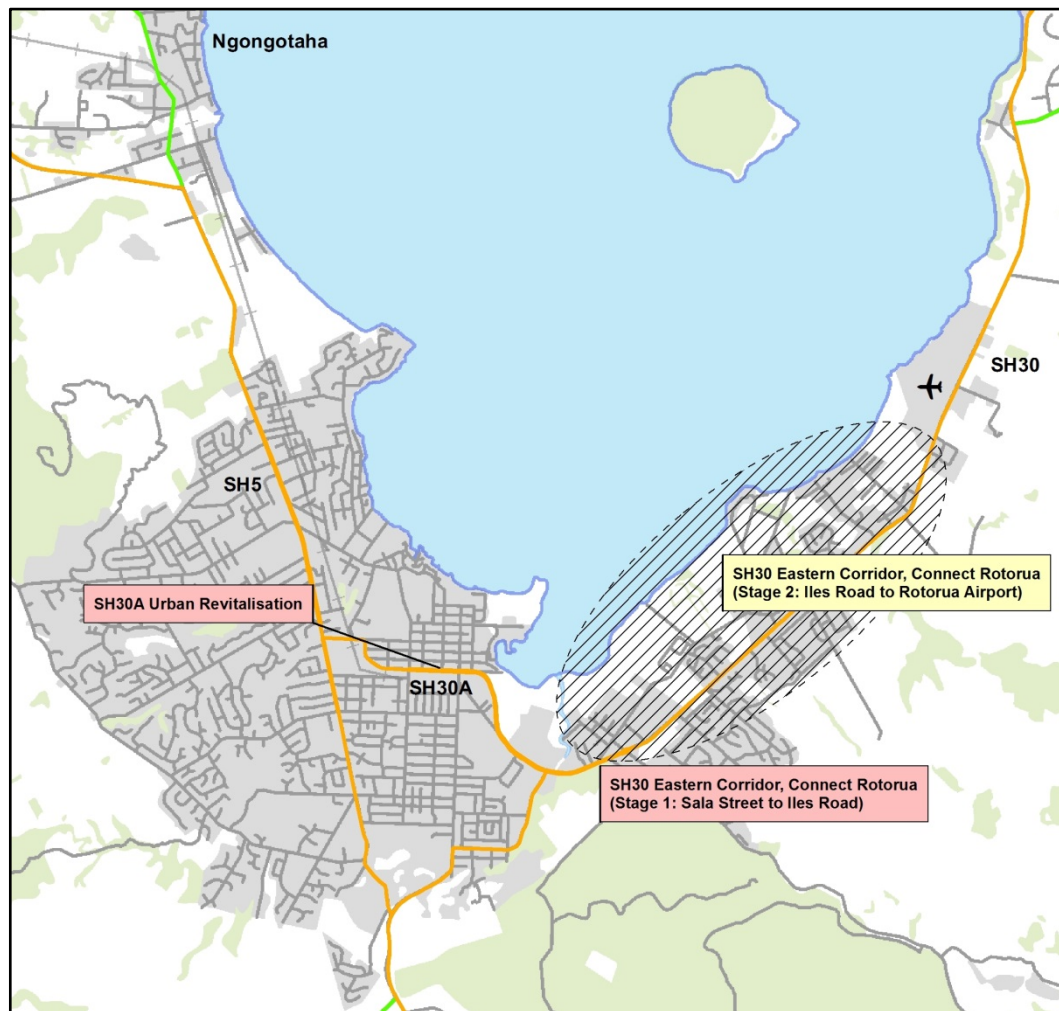 Ngongotaha
SH30
SH5
SH30 Eastern Corridor, Connect Rotorua
(Stage 2: Iles Road to Rotorua Airport)
SH30A Urban Revitalisation
SH30A
SH30 Eastern Corridor, Connect Rotorua
(Stage 1: Sala Street to Iles Road)